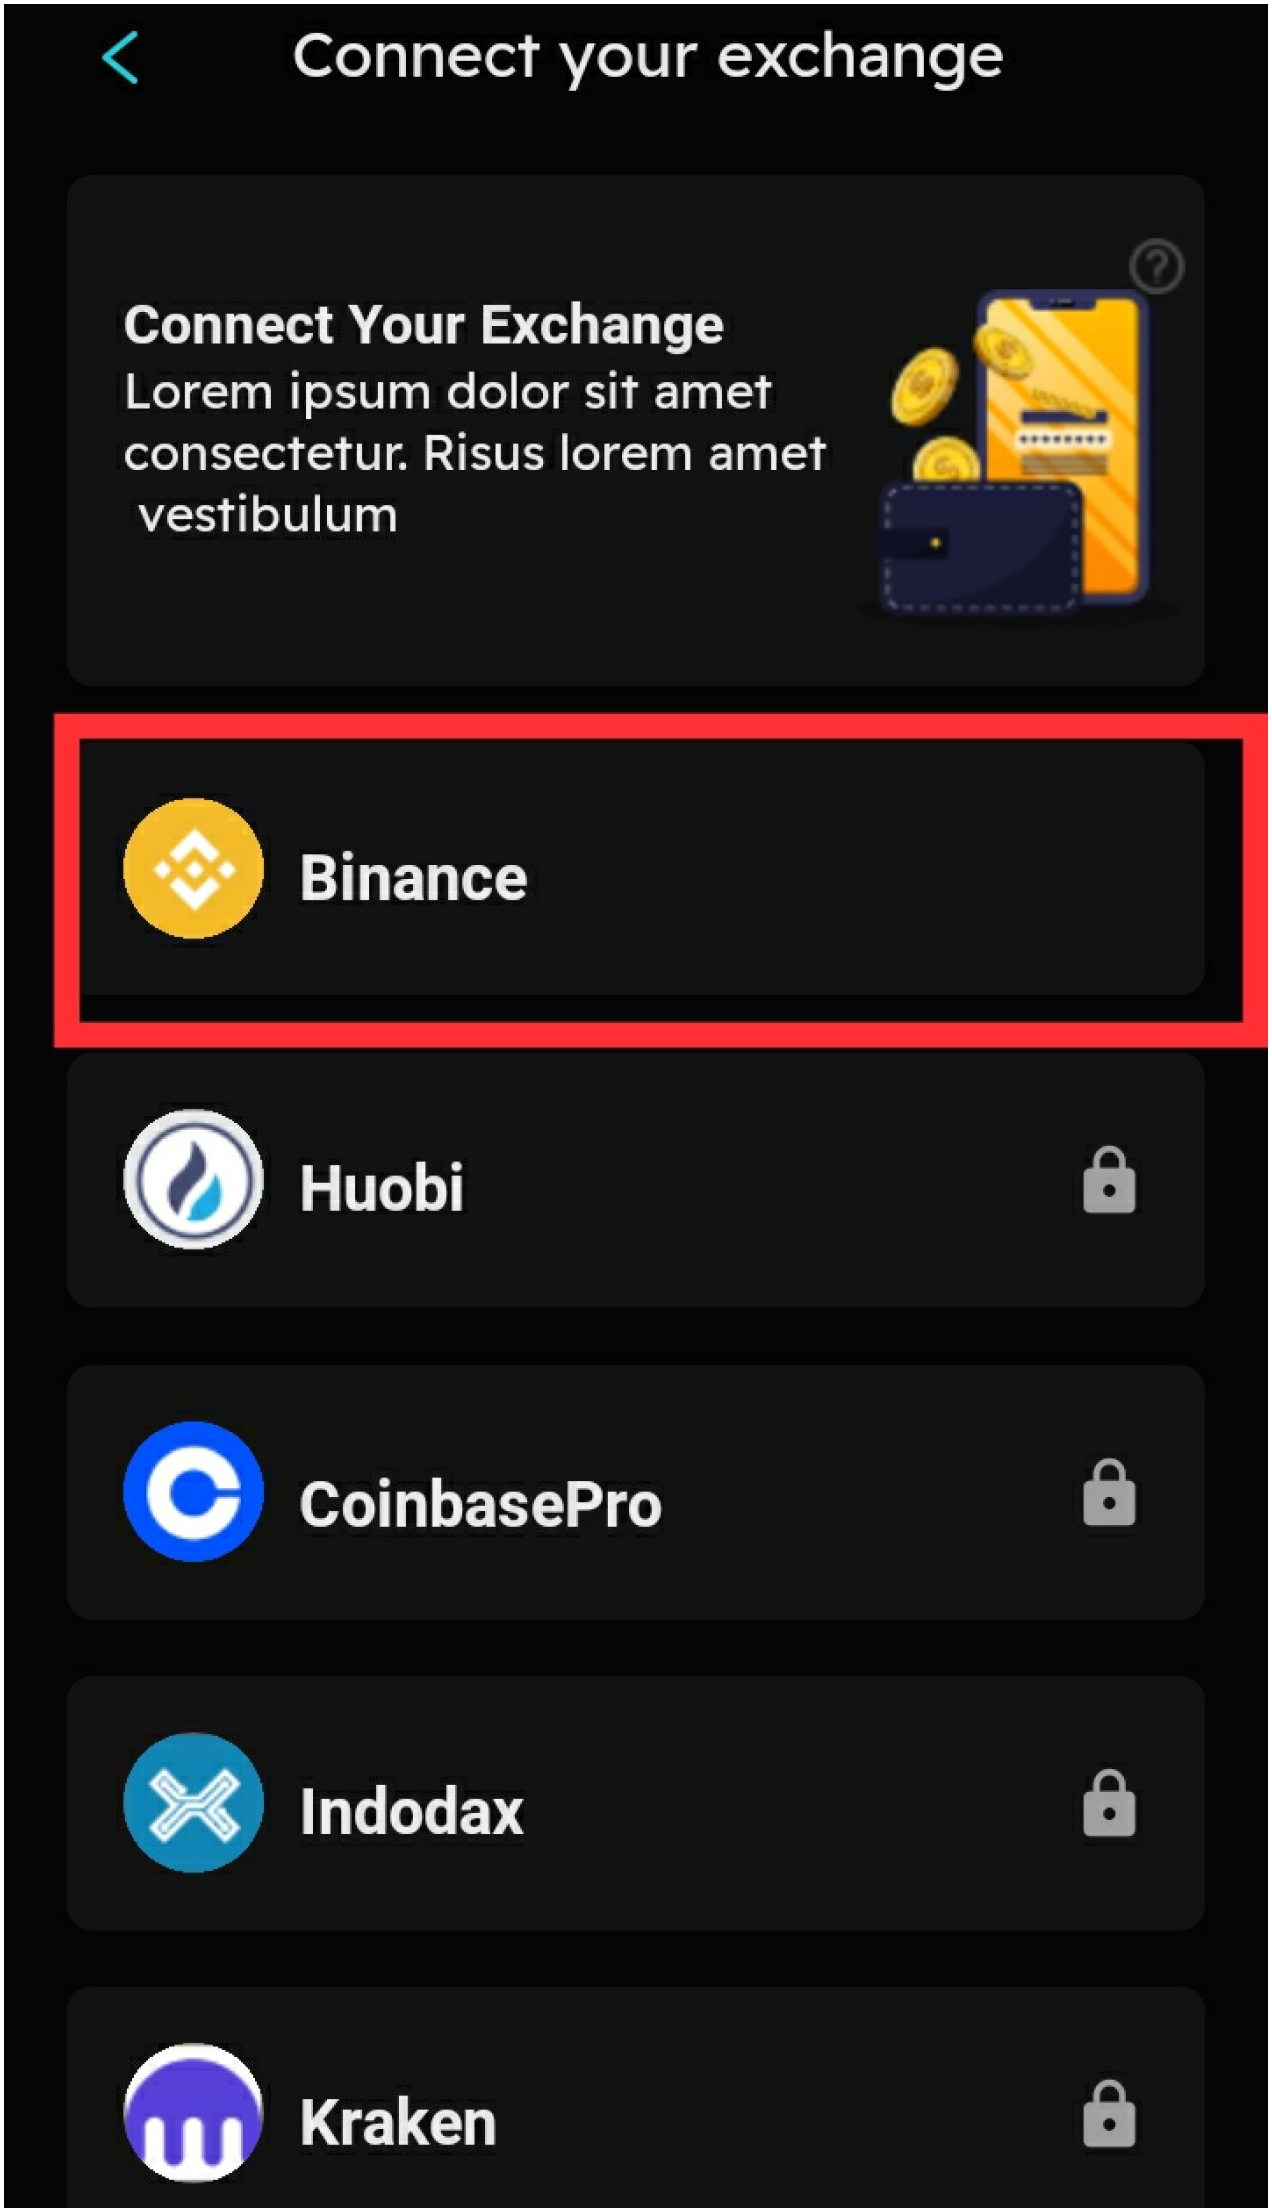 Connect your exchange
Connect Your Exchange
Lorem ipsum dolor sit amet
consectetur. Risus lorem amet
vestibulum
Binance
Huobi
CoinbasePro
Indodax
Kraken